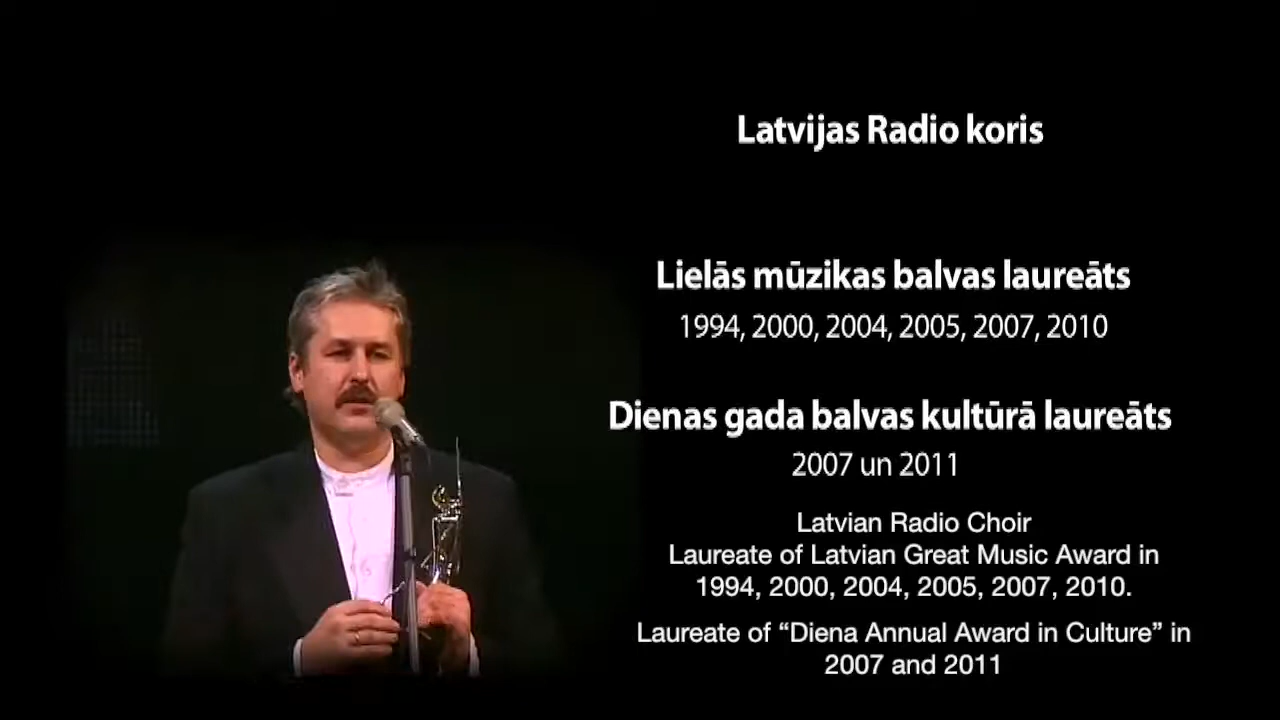 Latvijas Radio koris
Lielās mūzikas balvas laureāts
1994, 2000, 2004, 2005, 2007, 2010
Dienas gada balvas kultūrā laureāts
2007 un 2011
Latvian Radio Choir
Laureate of Latvian Great Music Award in
1994, 2000, 2004, 2005, 2007, 2010.
Laureate of “Diena Annual Award in Culture” in
2007 and 2011